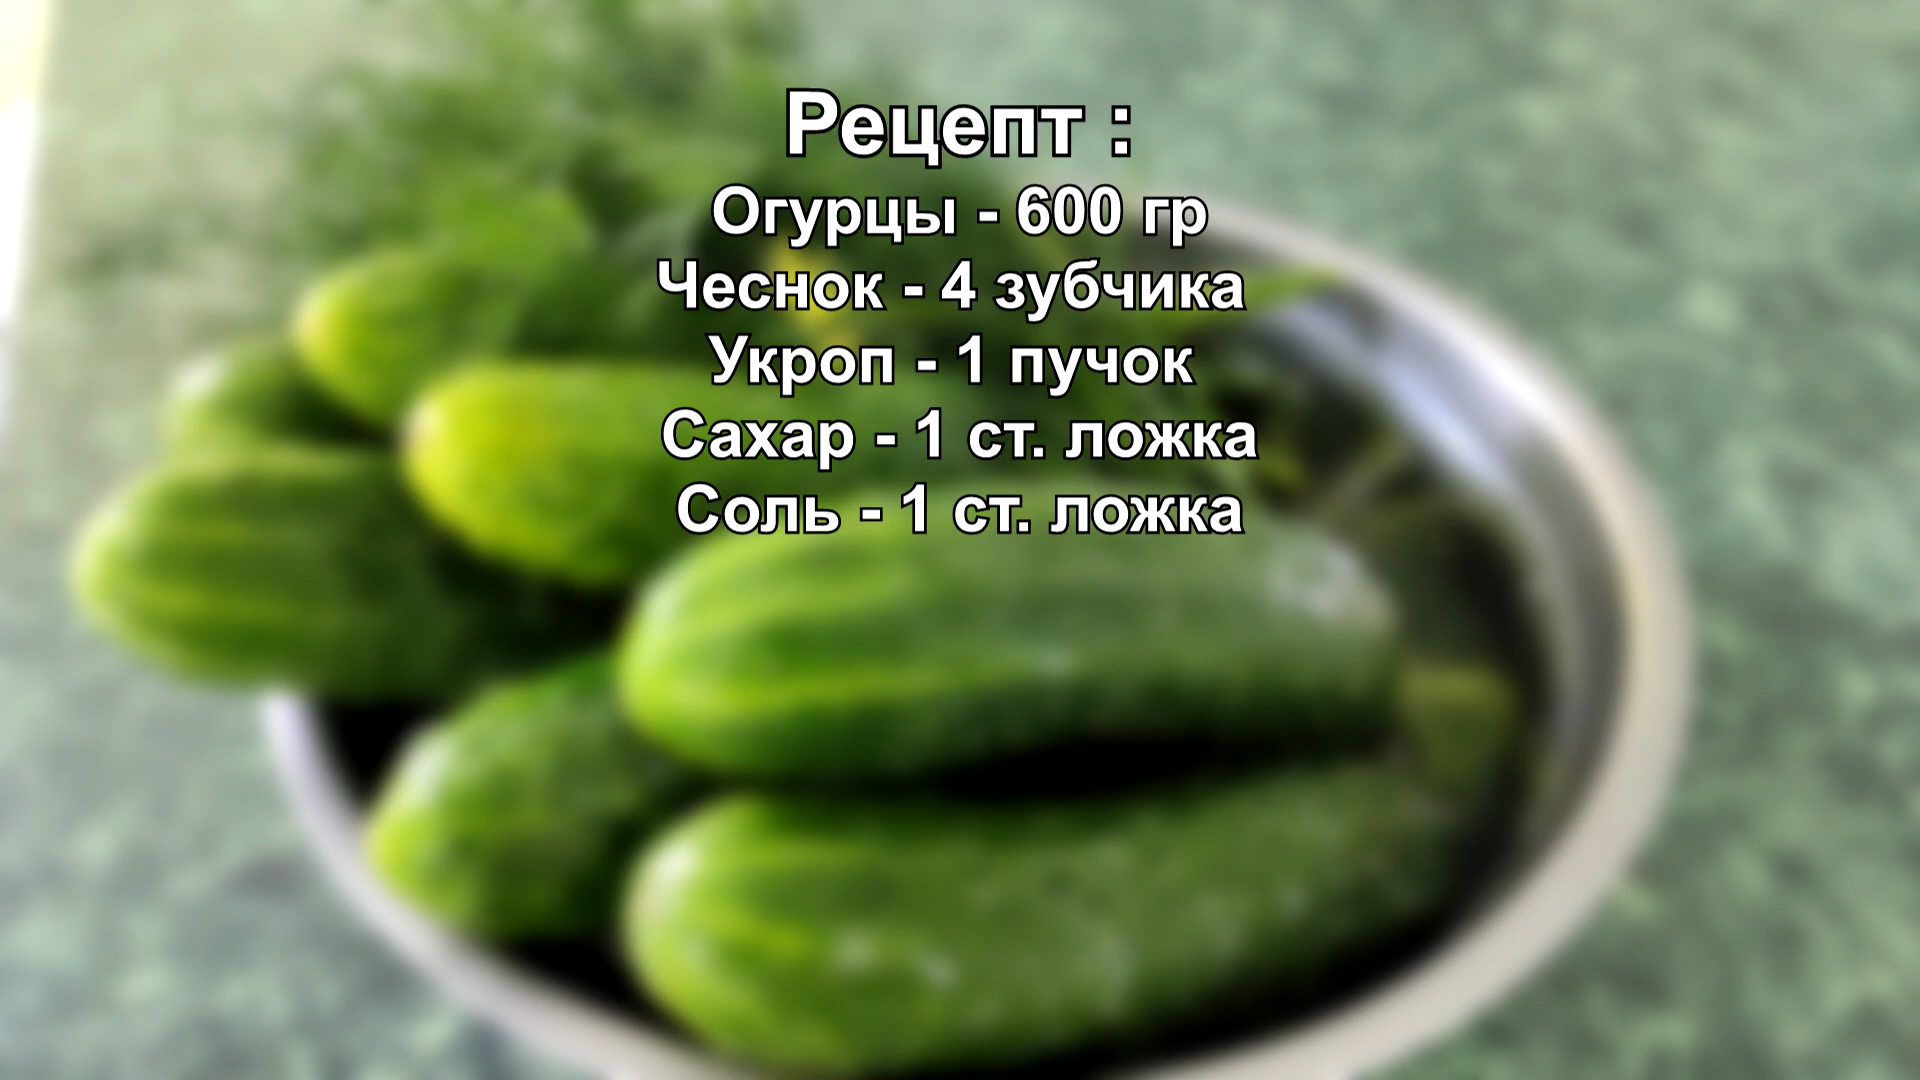 Рецепт :
Огурцы - 600 гр
Чеснок - 4 зубчика
Укроп - 1 пучок
Сахар - 1 ст. ложка
Соль - 1 ст. ложка